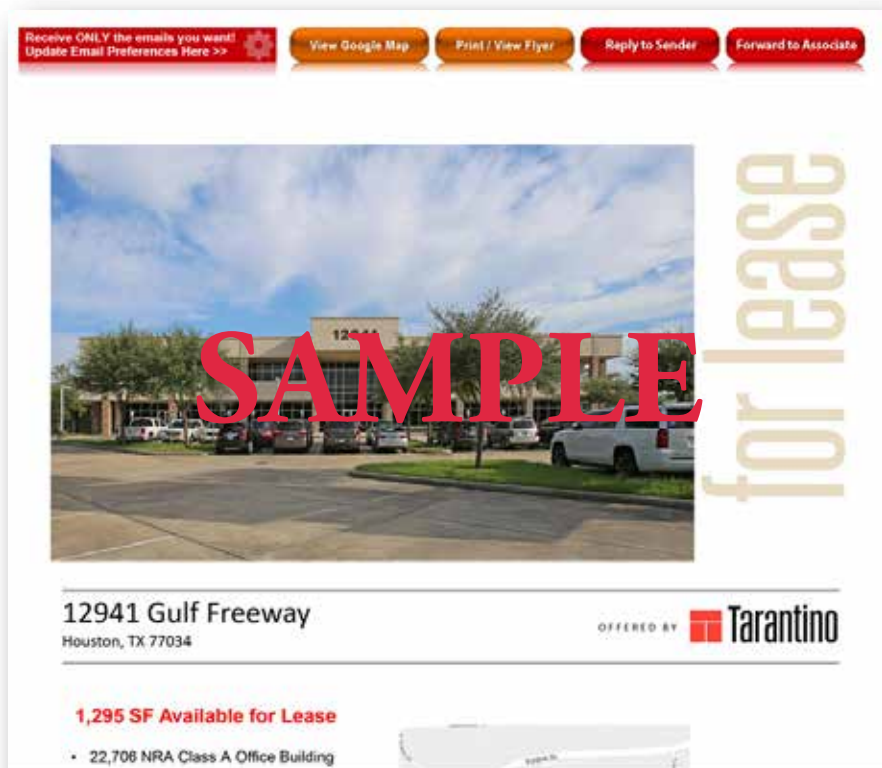 Receive ONLY the emails you want!
Update Email Preferences Here >>
View Google Map
Print / View Flyer
Reply to Sender
Forward to Associate
for lease
SAMPLE
12941 Gulf Freeway
Houston, TX 77034
OFFERED BY
Tarantino
1,295 SF Available for Lease
• 22,706 NRA Class A Office Building